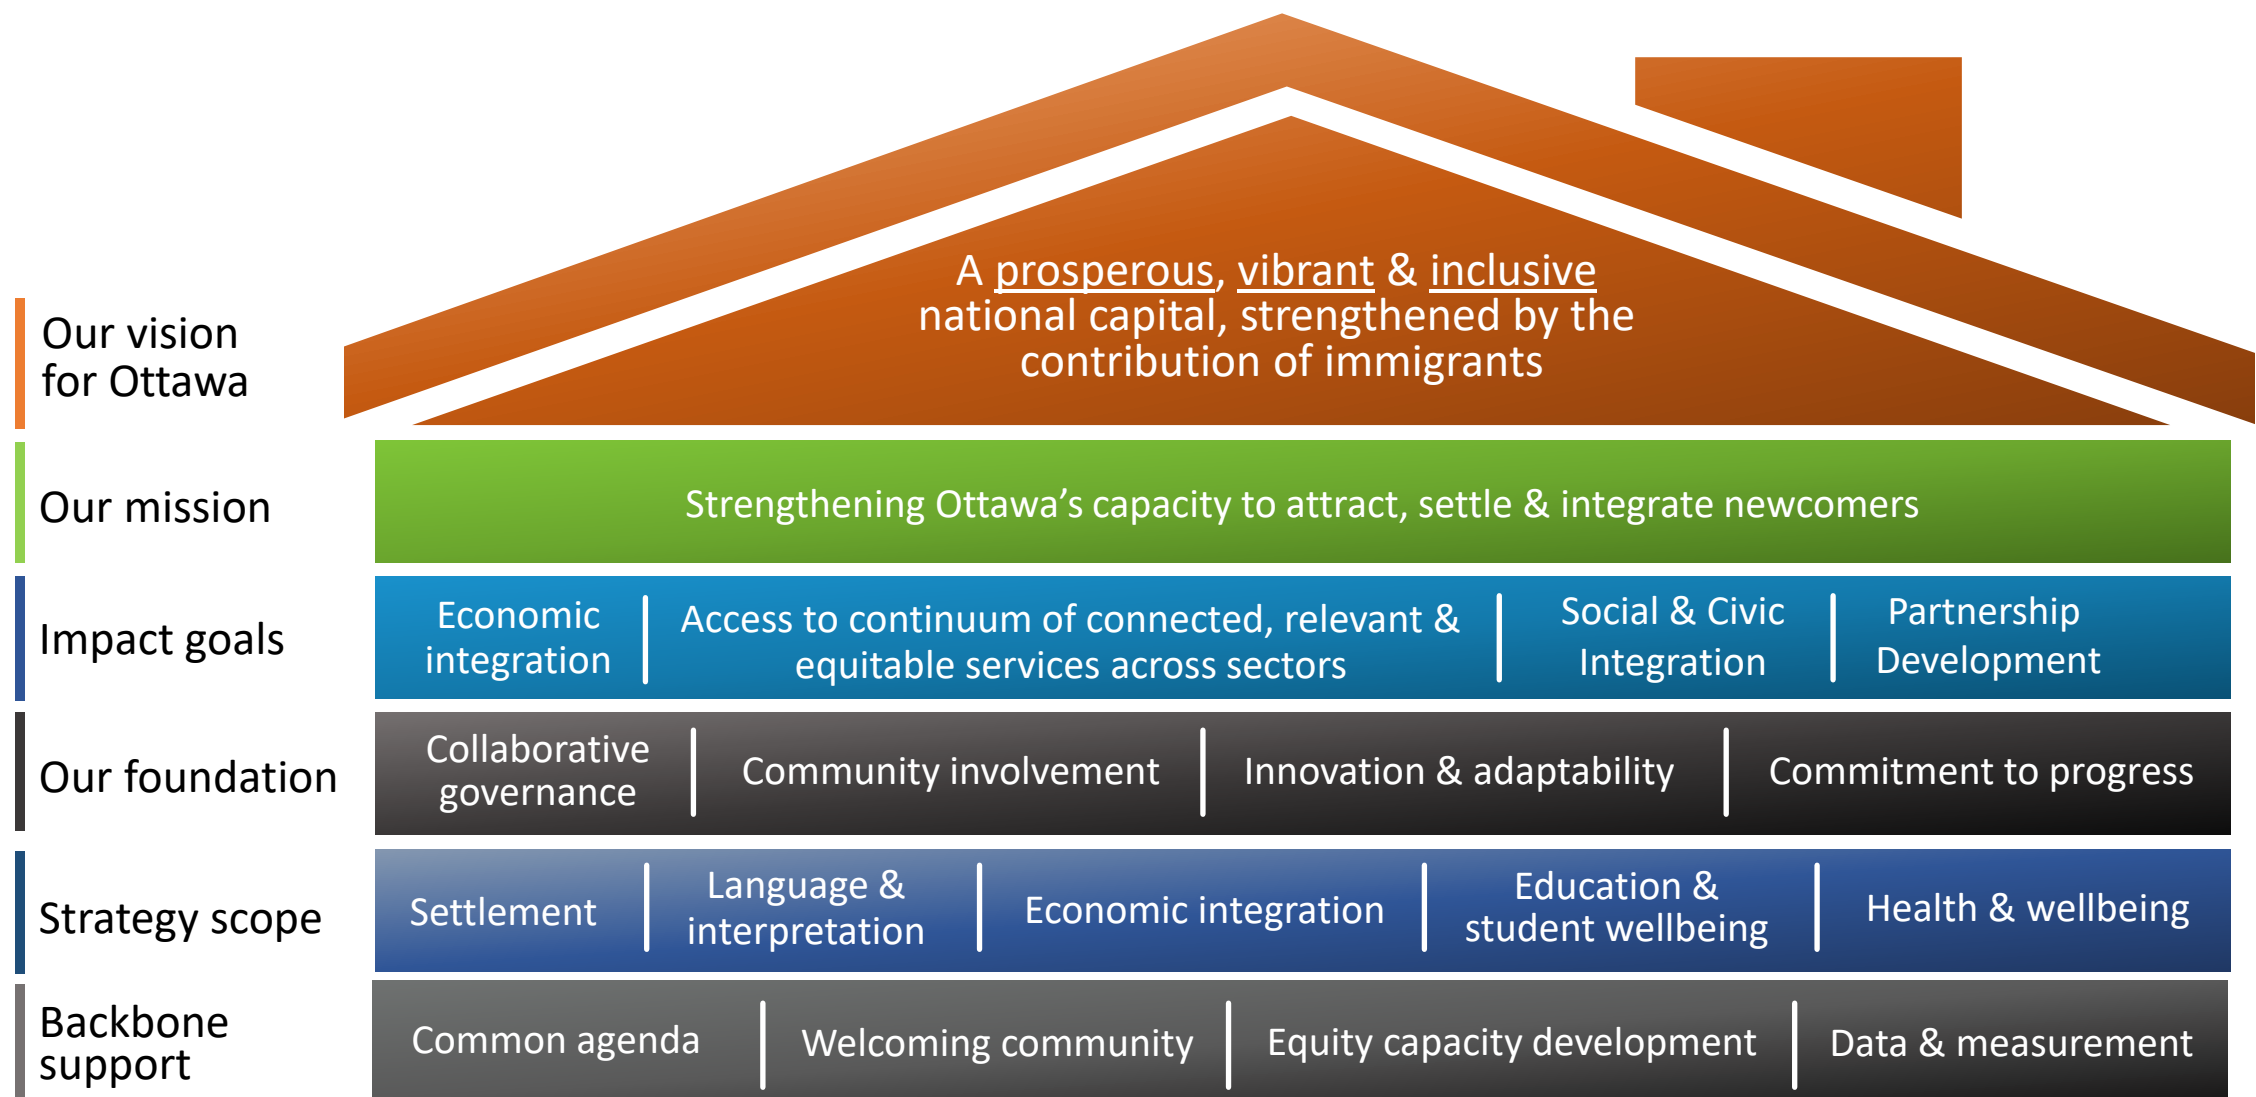 A prosperous, vibrant & inclusive
national capital, strengthened by the
contribution of immigrants
Our vision
for Ottawa
Our mission
Strengthening Ottawa’s capacity to attract, settle & integrate newcomers
Impact goals
Economic
integration
Access to continuum of connected, relevant &
equitable services across sectors
Social & Civic
Integration
Partnership
Development
Our foundation
Collaborative
governance
Community involvement
Innovation & adaptability
Commitment to progress
Strategy scope
Settlement
Language &
interpretation
Economic integration
Education &
student wellbeing
Health & wellbeing
Backbone
support
Common agenda
Welcoming community
Equity capacity development
Data & measurement